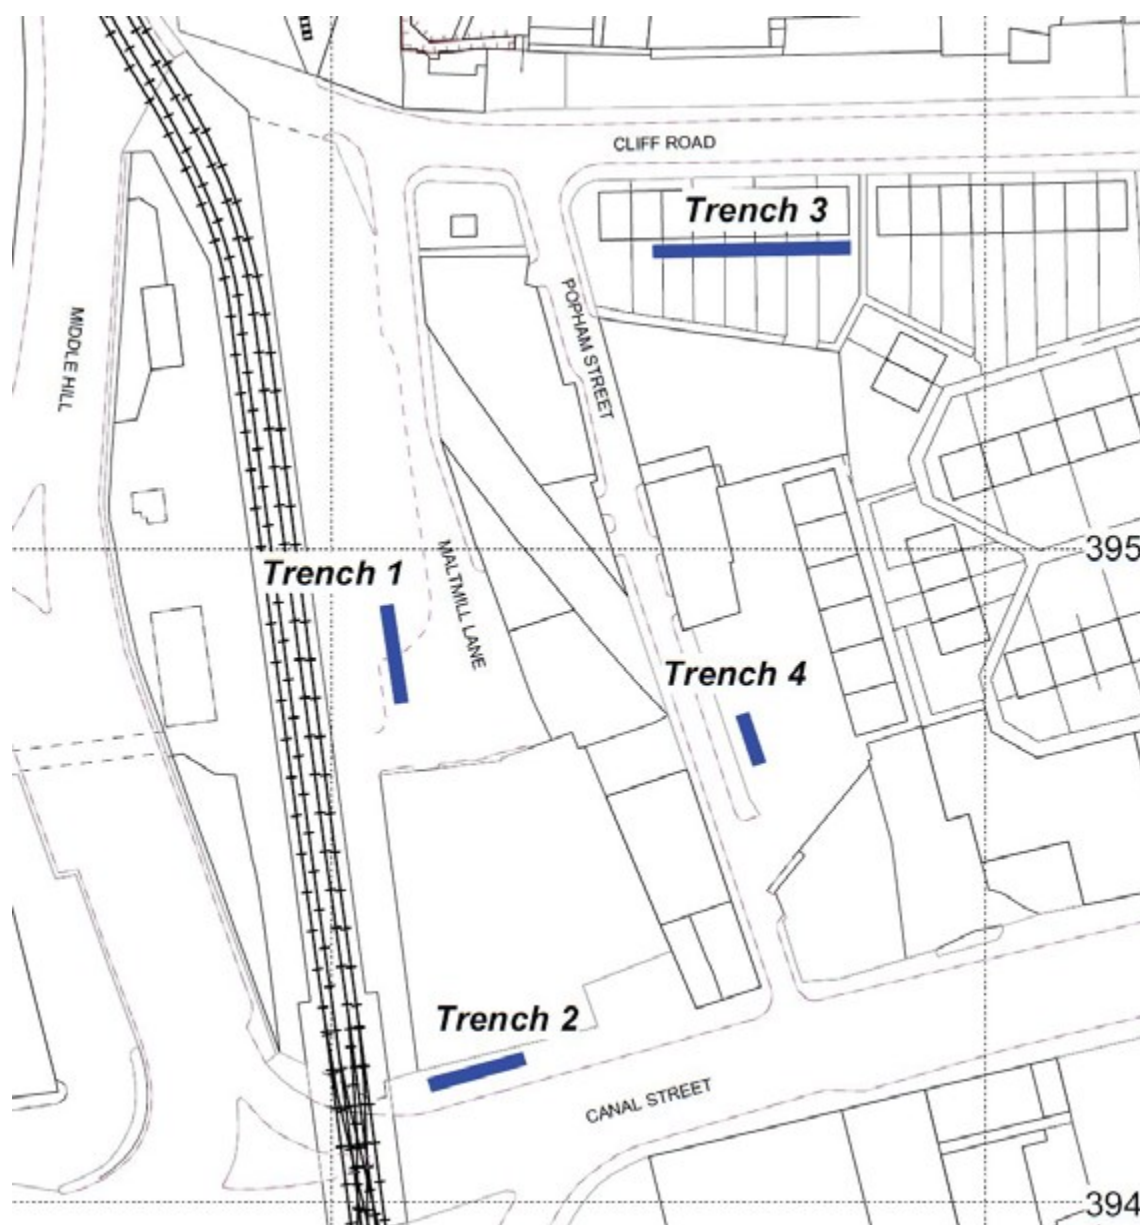 CLIFF ROAD
Trench 3
POPHAM STREET
MIDDLE HILL
395
Trench 1
MALTMILL LANE
Trench 4
Trench 2
CANAL STREET
394